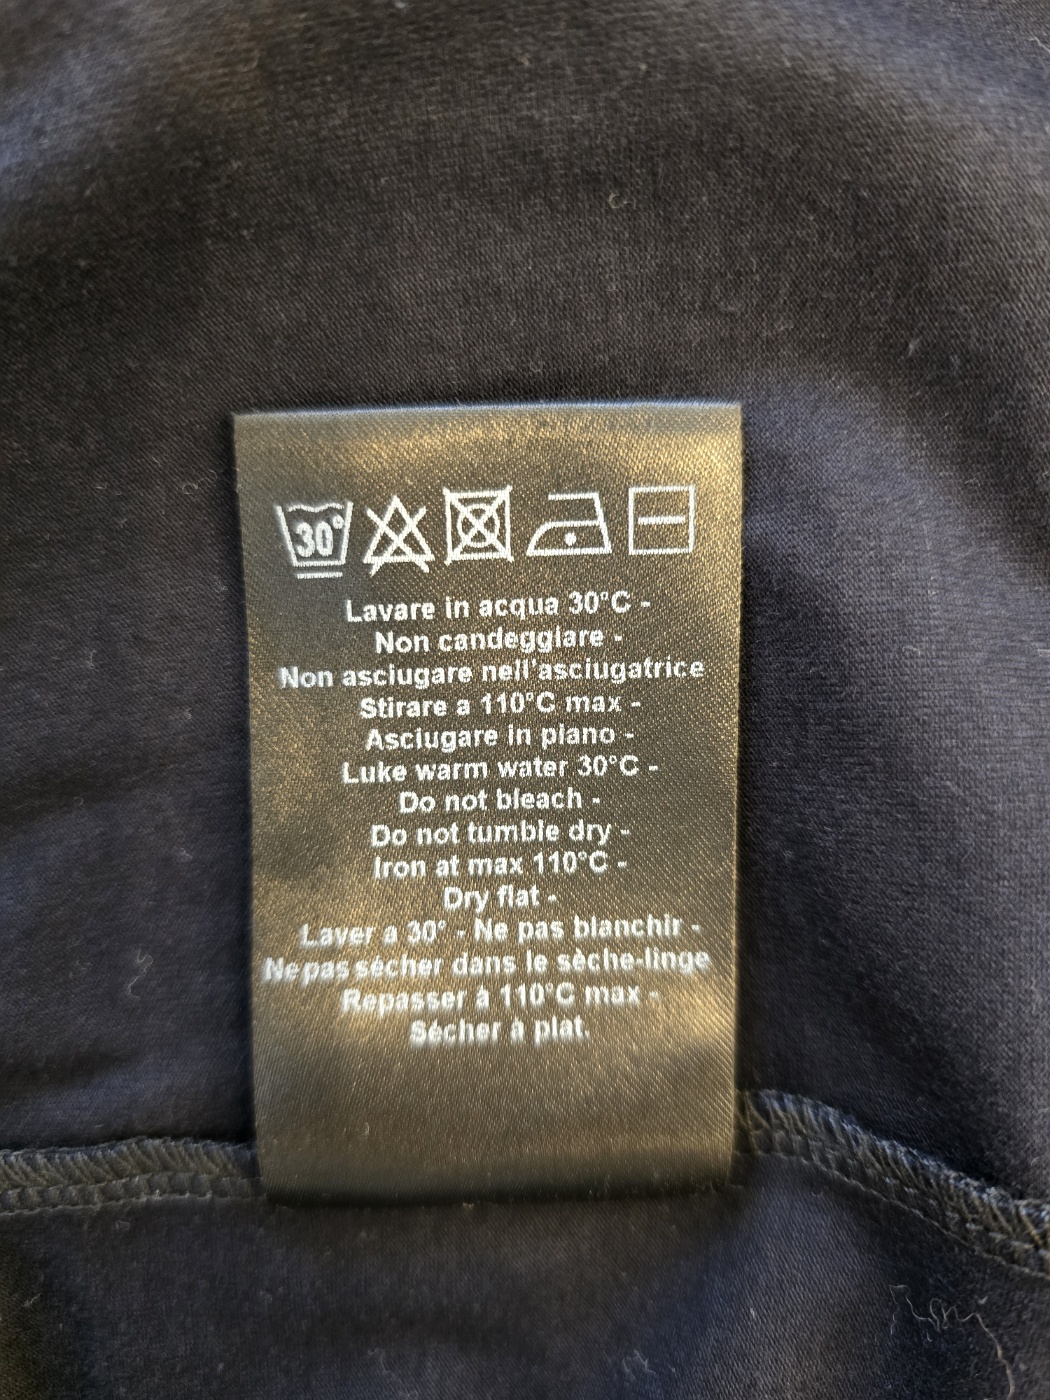 30°
Lavare in acqua 30°C -
Non candeggiare -
Non asciugare nell'asciugatrice
Stirare a 110°C max -
Asciugare in piano -
Luke warm water 30°C -
Do not bleach -
Do not tumble dry -
Iron at max 110°C -
Dry flat -
Laver a 30° - Ne pas blanchir -
Ne pas sécher dans le sèche-linge
Repasser à 110°C max -
Sécher à plat.